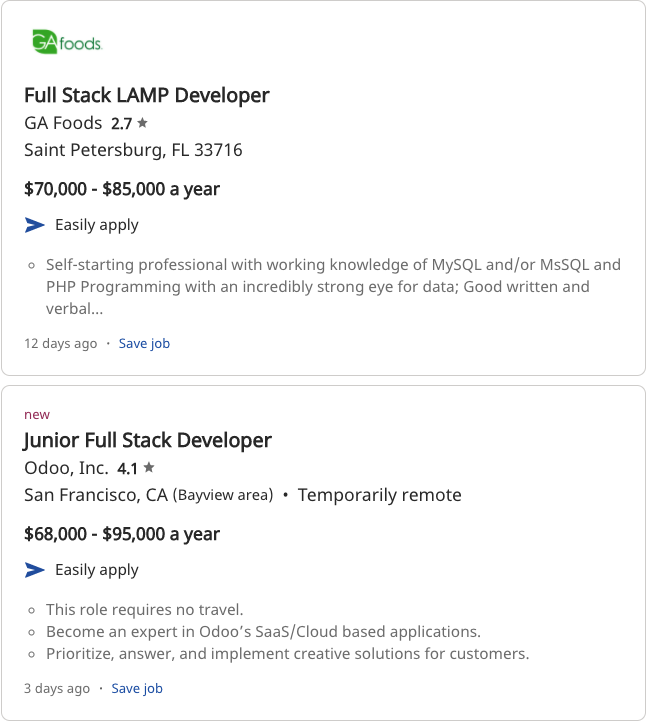 GAfoods.
Full Stack LAMP Developer
GA Foods 2.7 ★
Saint Petersburg, FL 33716
$70,000 - $85,000 a year
Easily apply
◦ Self-starting professional with working knowledge of MySQL and/or MsSQL and
PHP Programming with an incredibly strong eye for data; Good written and
verbal...
12 days ago · Save job
new
Junior Full Stack Developer
Odoo, Inc. 4.1 ★
San Francisco, CA (Bayview area) • Temporarily remote
$68,000 - $95,000 a year
Easily apply
◦ This role requires no travel.
◦ Become an expert in Odoo’s SaaS/Cloud based applications.
◦ Prioritize, answer, and implement creative solutions for customers.
3 days ago · Save job